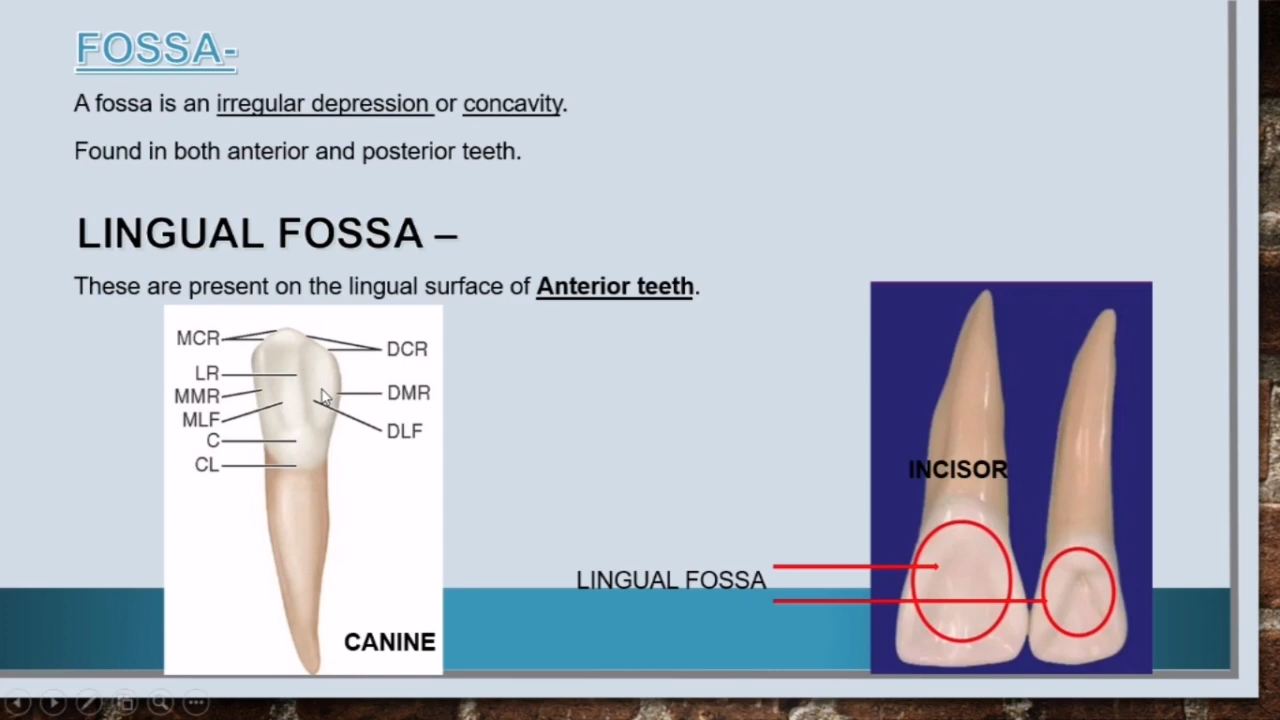 FOSSA-
A fossa is an irregular depression or concavity.
Found in both anterior and posterior teeth.
LINGUAL FOSSA –
These are present on the lingual surface of Anterior teeth.
MCR
DCR
LR
MMR
DMR
MLF
DLF
C
CL
CANINE
INCISOR
LINGUAL FOSSA